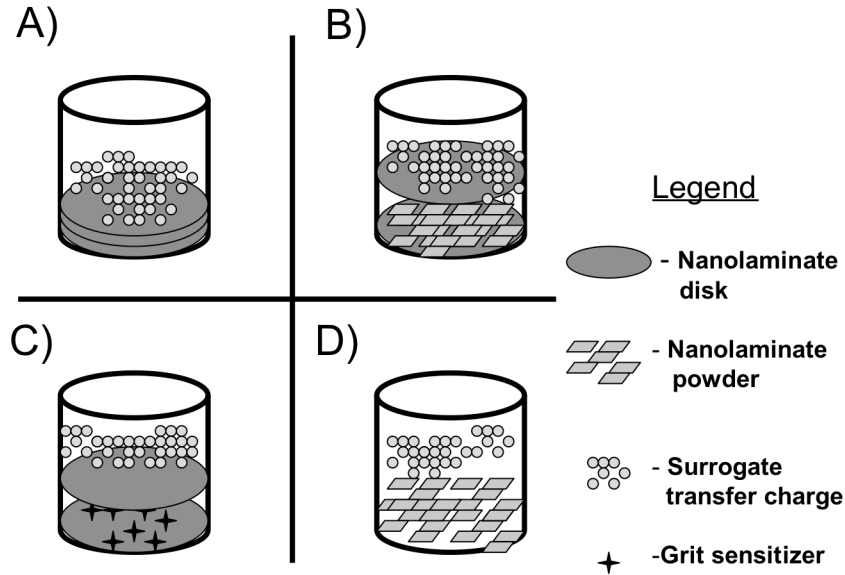 A)
B)
C)
D)
Legend
- Nanolaminate
disk
- Nanolaminate
powder
- Surrogate
transfer charge
-Grit sensitizer